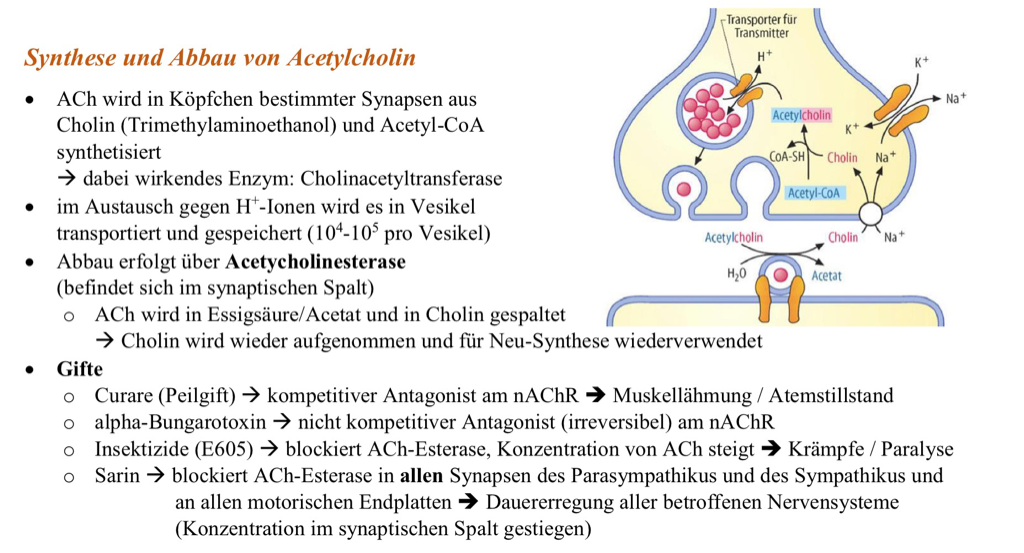 Synthese und Abbau von Acetylcholin
• ACh wird in Köpfchen bestimmter Synapsen aus
Cholin (Trimethylaminoethanol) und Acetyl-CoA
synthetisiert
→ dabei wirkendes Enzym: Cholinacetyltransferase
• im Austausch gegen H⁺-Ionen wird es in Vesikel
transportiert und gespeichert (10⁴-10⁵ pro Vesikel)
• Abbau erfolgt über Acetycholinesterase
(befindet sich im synaptischen Spalt)
o ACh wird in Essigsäure/Acetat und in Cholin gespaltet
→ Cholin wird wieder aufgenommen und für Neu-Synthese wiederverwendet
• Gifte
o Curare (Peilgift) → kompetitiver Antagonist am nAChR ➔ Muskellähmung / Atemstillstand
o alpha-Bungarotoxin → nicht kompetitiver Antagonist (irreversibel) am nAChR
o Insektizide (E605) → blockiert ACh-Esterase, Konzentration von ACh steigt ➔ Krämpfe / Paralyse
o Sarin → blockiert ACh-Esterase in allen Synapsen des Parasympathikus und des Sympathikus und
an allen motorischen Endplatten ➔ Dauererregung aller betroffenen Nervensysteme
(Konzentration im synaptischen Spalt gestiegen)
Transporter für
Transmitter
H⁺
K⁺
Na⁺
Acetylcholin
K⁺
CoA-SH
Cholin
Na⁺
Acetyl-CoA
Acetylcholin
Cholin
Na⁺
H₂O
Acetat